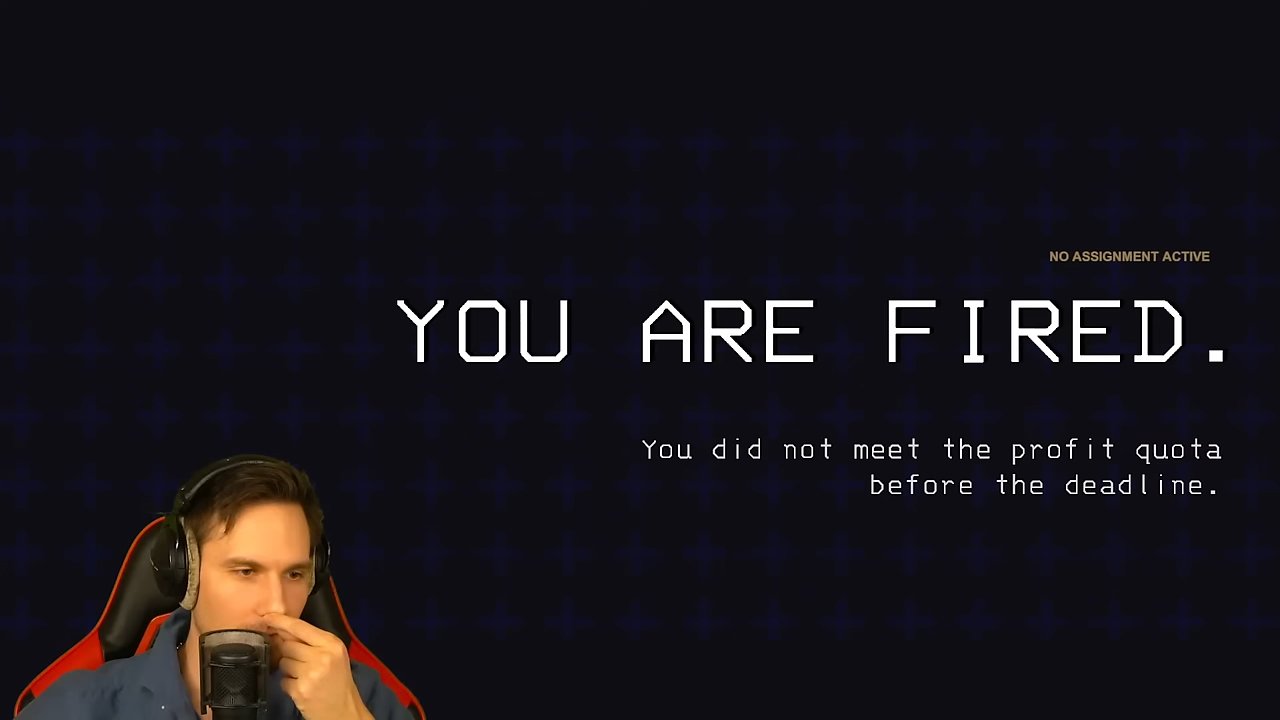 NO ASSIGNMENT ACTIVE
YOU ARE FIRED.
You did not meet the profit quota
before the deadline.